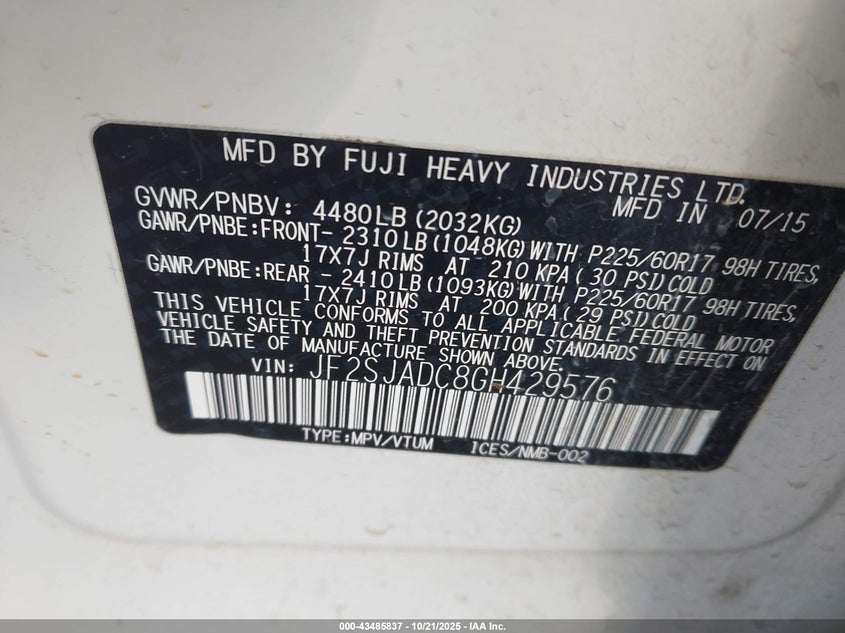 MFD BY FUJI HEAVY INDUSTRIES LTD.
GVWR/PNBV: 4480LB(2032KG) MFD IN 07/15
GAWR/PNBE:FRONT- 2310LB(1048KG)WITH P225/60R17 98H TIRES,
17X7J RIMS AT 210 KPA(30 PSI)COLD
GAWR/PNBE:REAR - 2410LB(1093KG)WITH P225/60R17 98H TIRES,
17X7J RIMS AT 200 KPA(29 PSI)COLD
THIS VEHICLE CONFORMS TO ALL APPLICABLE FEDERAL MOTOR
VEHICLE SAFETY AND THEFT PREVENTION STANDARDS IN EFFECT ON
THE DATE OF MANUFACTURE SHOWN ABOVE.
VIN: JF2SJADC8GH429576
TYPE:MPV/VTUM ICES/NMB-002
000-43485837 - 10/21/2025 - IAA Inc.